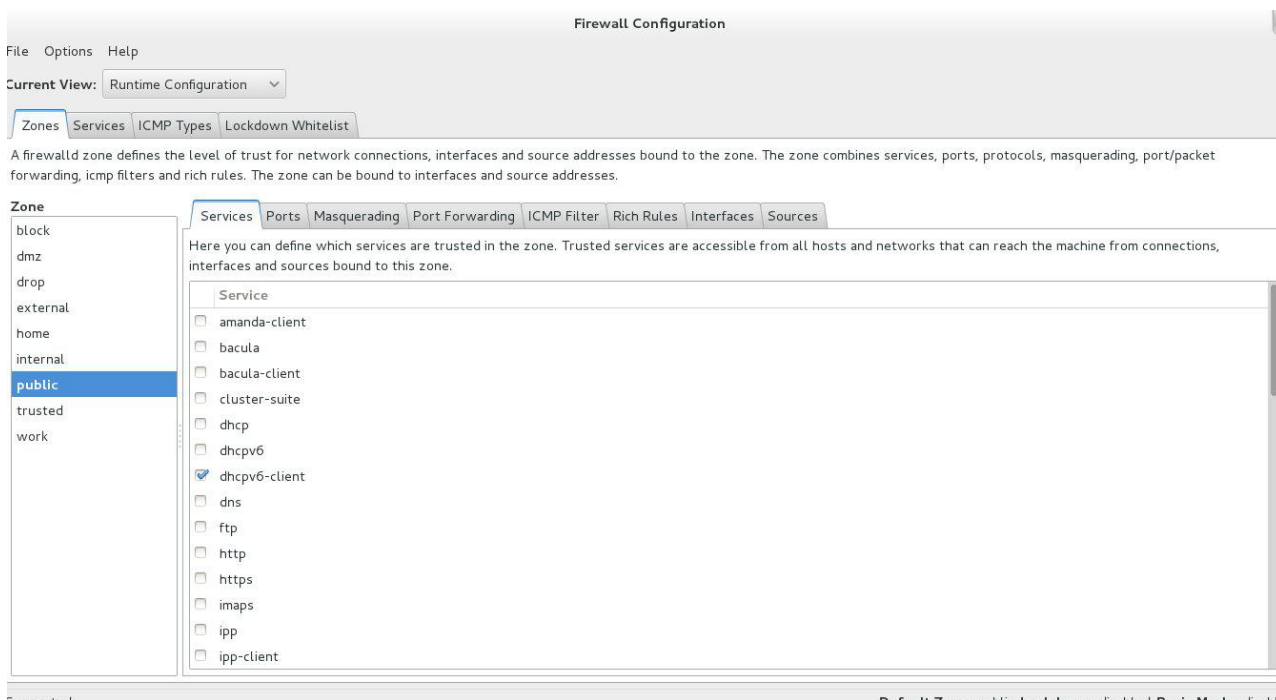 Firewall Configuration
File Options Help
Current View: Runtime Configuration
Zones Services ICMP Types Lockdown Whitelist
A firewalld zone defines the level of trust for network connections, interfaces and source addresses bound to the zone. The zone combines services, ports, protocols, masquerading, port/packet
forwarding, icmp filters and rich rules. The zone can be bound to interfaces and source addresses.
Zone
block
dmz
drop
external
home
internal
public
trusted
work
Services Ports Masquerading Port Forwarding ICMP Filter Rich Rules Interfaces Sources
Here you can define which services are trusted in the zone. Trusted services are accessible from all hosts and networks that can reach the machine from connections,
interfaces and sources bound to this zone.
Service
amanda-client
bacula
bacula-client
cluster-suite
dhcp
dhcpv6
dhcpv6-client
dns
ftp
http
https
imaps
ipp
ipp-client